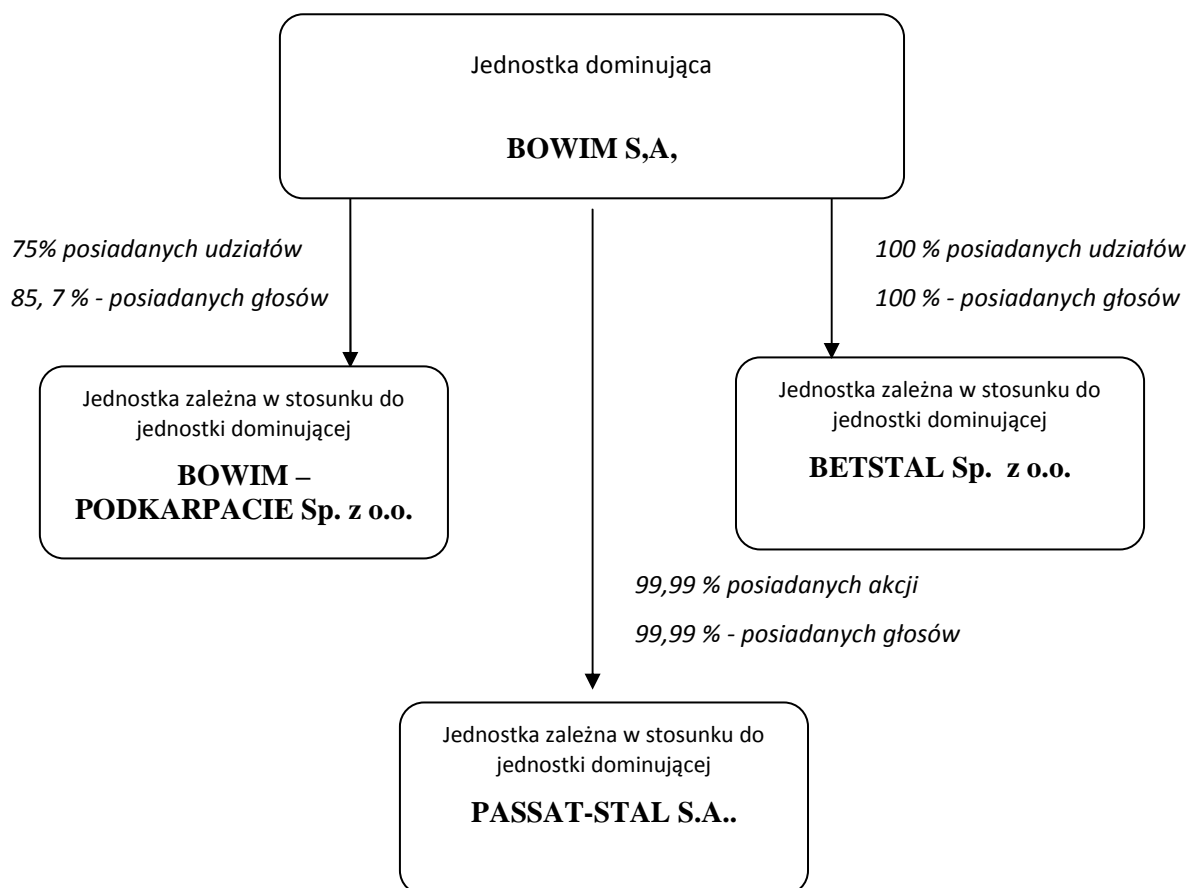 Jednostka dominująca
BOWIM S,A,
75% posiadanych udziałów
85, 7 % - posiadanych głosów
100 % posiadanych udziałów
100 % - posiadanych głosów
Jednostka zależna w stosunku do
jednostki dominującej
BOWIM –
PODKARPACIE Sp. z o.o.
Jednostka zależna w stosunku do
jednostki dominującej
BETSTAL Sp. z o.o.
99,99 % posiadanych akcji
99,99 % - posiadanych głosów
Jednostka zależna w stosunku do
jednostki dominującej
PASSAT-STAL S.A..